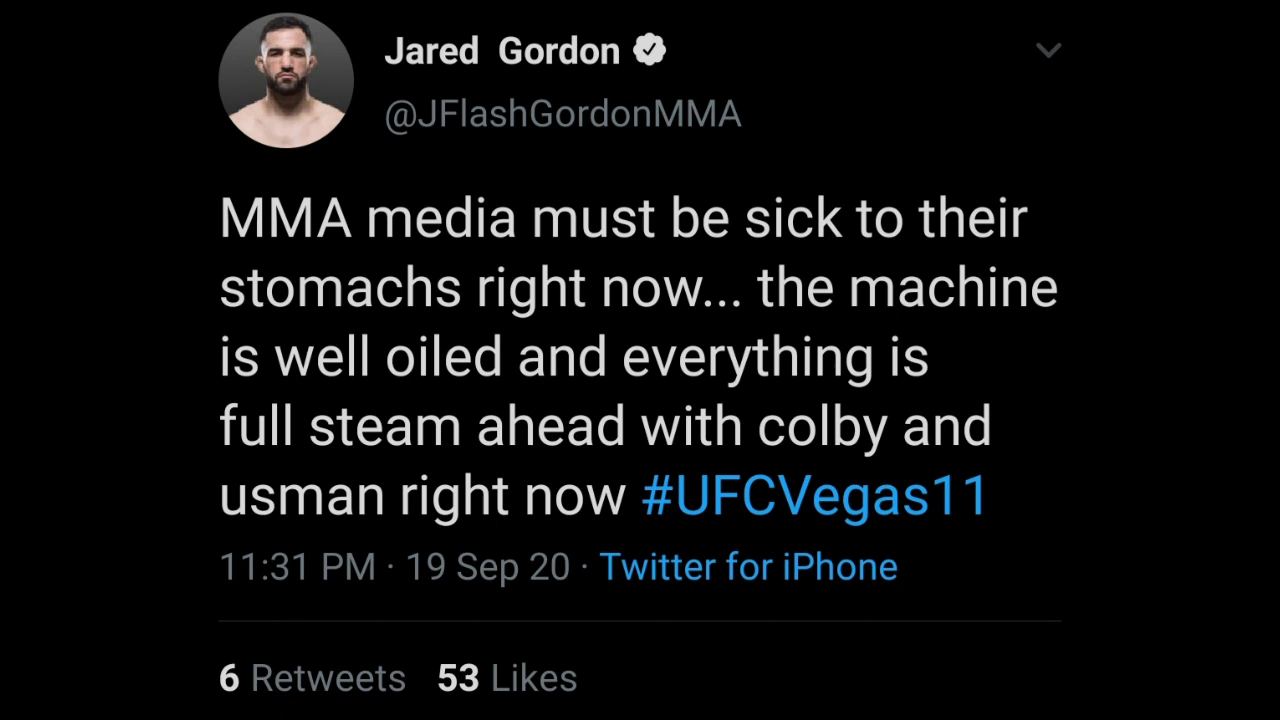 Jared Gordon
@JFlashGordonMMA
MMA media must be sick to their
stomachs right now... the machine
is well oiled and everything is
full steam ahead with colby and
usman right now #UFCVegas11
11:31 PM · 19 Sep 20 · Twitter for iPhone
6 Retweets 53 Likes